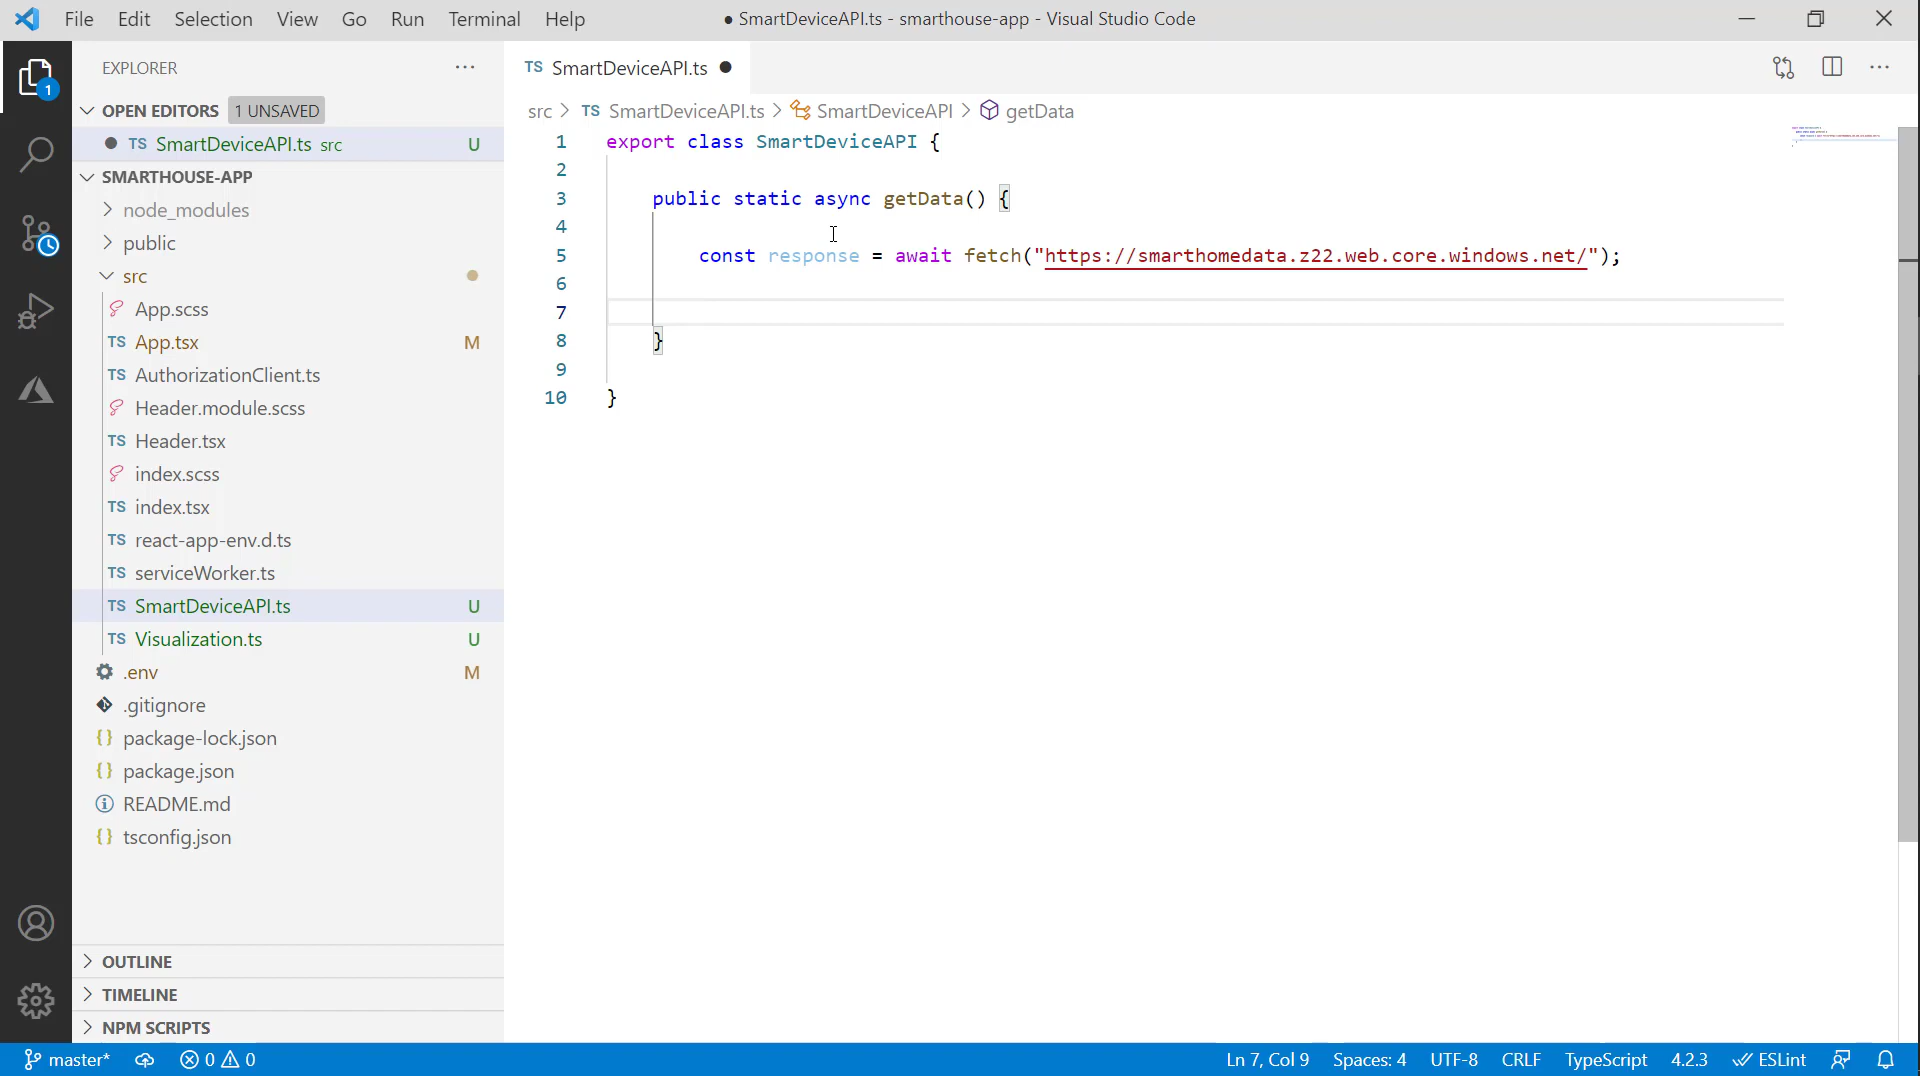 File Edit Selection View Go Run Terminal Help
● SmartDeviceAPI.ts - smarthouse-app - Visual Studio Code
EXPLORER ···
1
OPEN EDITORS 1 UNSAVED
● TS SmartDeviceAPI.ts src U
SMARTHOUSE-APP
node_modules
public
src
App.scss
TS App.tsx M
TS AuthorizationClient.ts
Header.module.scss
TS Header.tsx
index.scss
TS index.tsx
TS react-app-env.d.ts
TS serviceWorker.ts
TS SmartDeviceAPI.ts U
TS Visualization.ts U
.env M
.gitignore
{} package-lock.json
{} package.json
README.md
{} tsconfig.json
OUTLINE
TIMELINE
NPM SCRIPTS
TS SmartDeviceAPI.ts ●
src > TS SmartDeviceAPI.ts > SmartDeviceAPI > getData
1 export class SmartDeviceAPI {
2
3 public static async getData() {
4
5 const response = await fetch("https://smarthomedata.z22.web.core.windows.net/");
6
7
8 }
9
10 }
master* 0 0
Ln 7, Col 9 Spaces: 4 UTF-8 CRLF TypeScript 4.2.3 ESLint